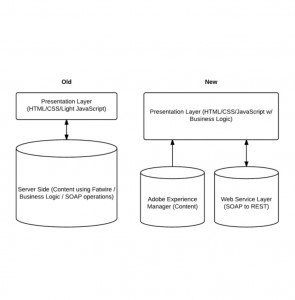 Old
Presentation Layer
(HTML/CSS/Light JavaScript)
Server Side (Content using Fatwire /
Business Logic / SOAP operations)
New
Presentation Layer (HTML/CSS/JavaScript w/
Business Logic)
Adobe Experience
Manager (Content)
Web Service Layer
(SOAP to REST)